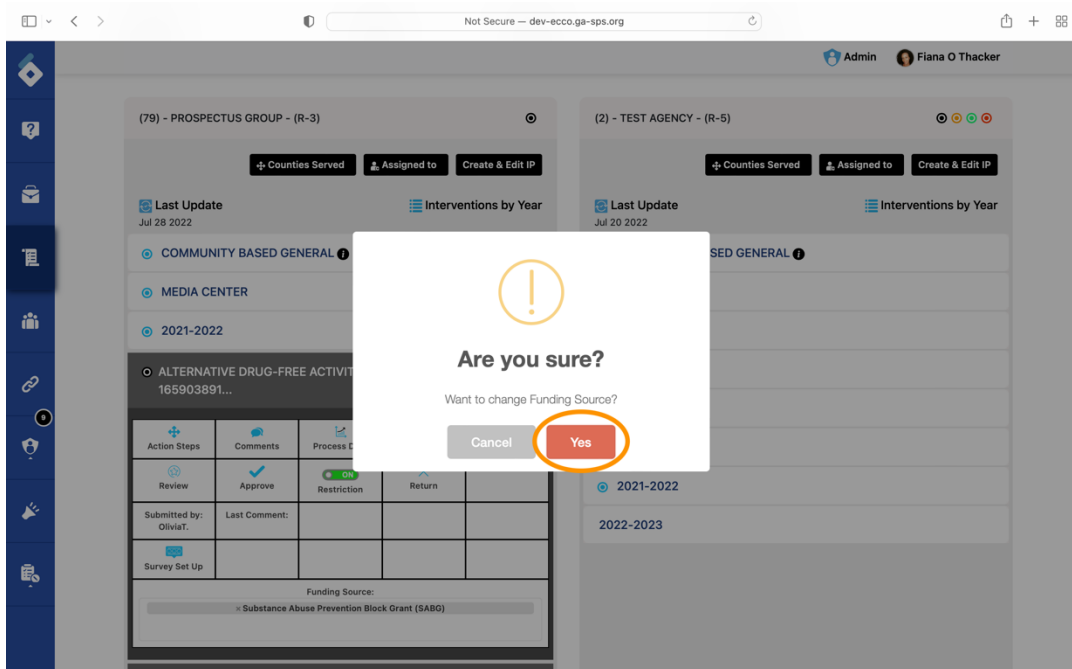 Not Secure — dev-ecco.ga-sps.org
Admin
Fiana O Thacker
(79) - PROSPECTUS GROUP - (R-3)
Counties Served
Assigned to
Create & Edit IP
Last Update
Interventions by Year
Jul 28 2022
COMMUNITY BASED GENERAL
MEDIA CENTER
2021-2022
ALTERNATIVE DRUG-FREE ACTIVIT
165903891...
Action Steps
Comments
Process D
Review
Approve
ON
Restriction
Return
Submitted by:
OliviaT.
Last Comment:
Survey Set Up
Funding Source:
× Substance Abuse Prevention Block Grant (SABG)
(2) - TEST AGENCY - (R-5)
Counties Served
Assigned to
Create & Edit IP
Last Update
Interventions by Year
Jul 20 2022
SED GENERAL
2021-2022
2022-2023
Are you sure?
Want to change Funding Source?
Cancel
Yes
9